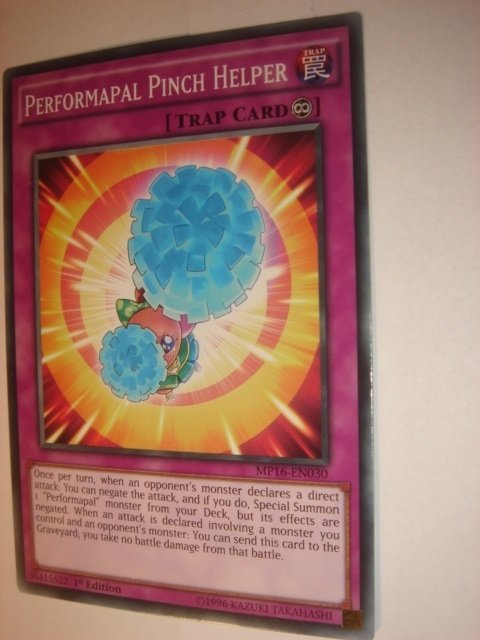 PERFORMAPAL PINCH HELPER
TRAP
罠
[TRAP CARD∞]
MP16-EN030
Once per turn, when an opponent's monster declares a direct
attack: You can negate the attack, and if you do, Special Summon
1 "Performapal" monster from your Deck, but its effects are
negated. When an attack is declared involving a monster you
control and an opponent's monster: You can send this card to the
Graveyard; you take no battle damage from that battle.
36415522 1st Edition
©1996 KAZUKI TAKAHASHI